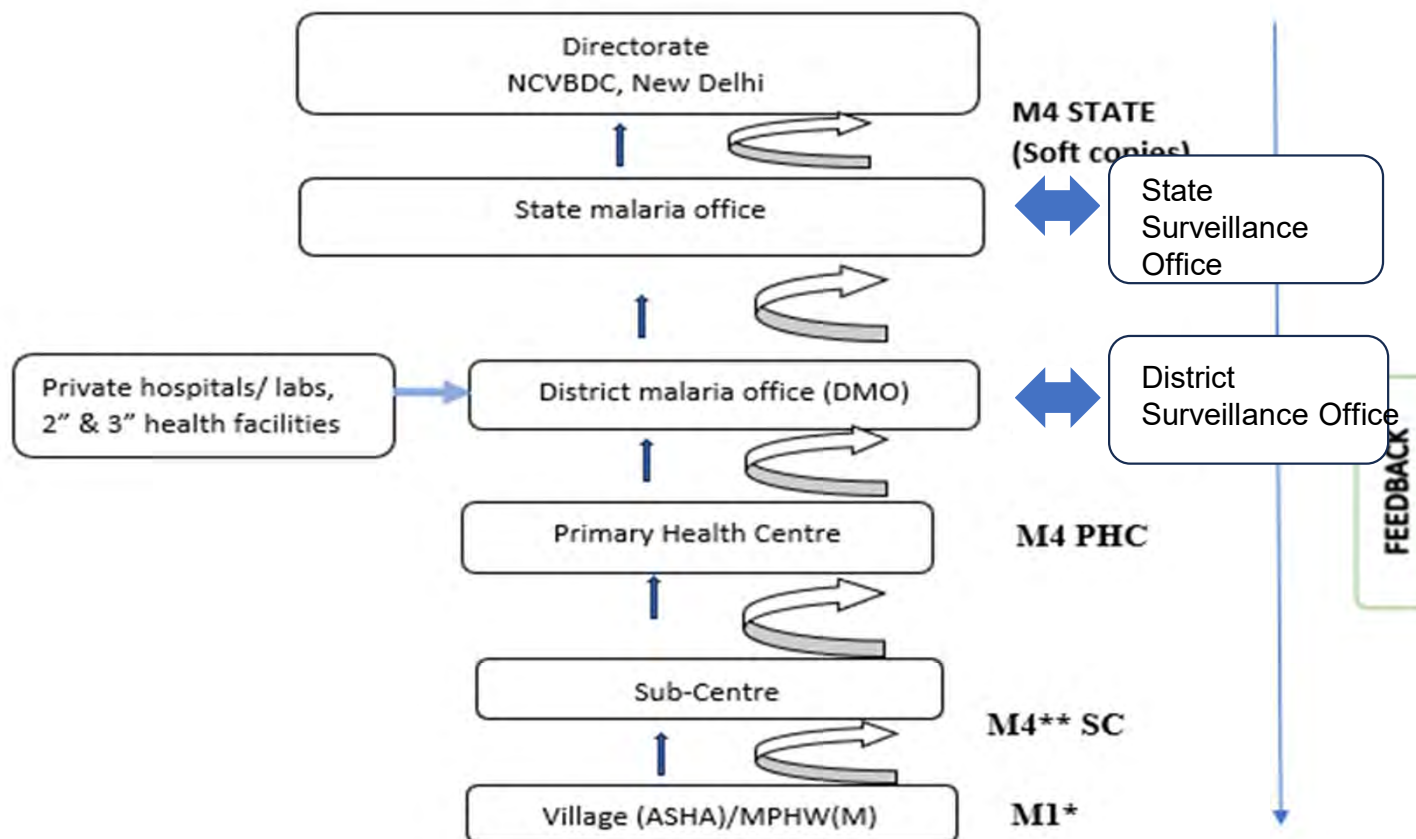 Directorate
NCVBDC, New Delhi
M4 STATE
(Soft copies)
State malaria office
State
Surveillance
Office
Private hospitals/ labs,
2” & 3” health facilities
District malaria office (DMO)
District
Surveillance Office
FEEDBACK
Primary Health Centre
M4 PHC
Sub-Centre
M4** SC
Village (ASHA)/MPHW(M)
M1*